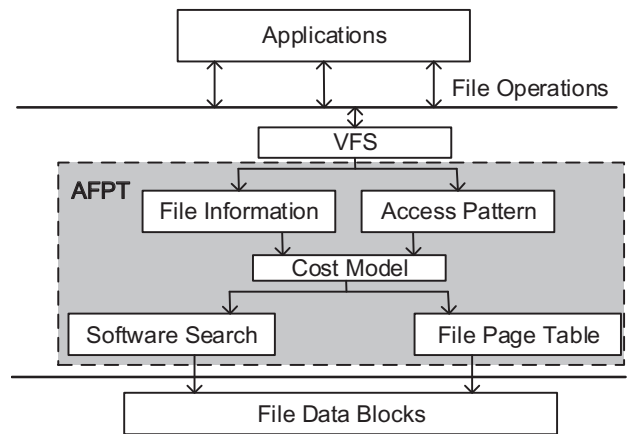 Applications
File Operations
VFS
AFPT
File Information
Access Pattern
Cost Model
Software Search
File Page Table
File Data Blocks